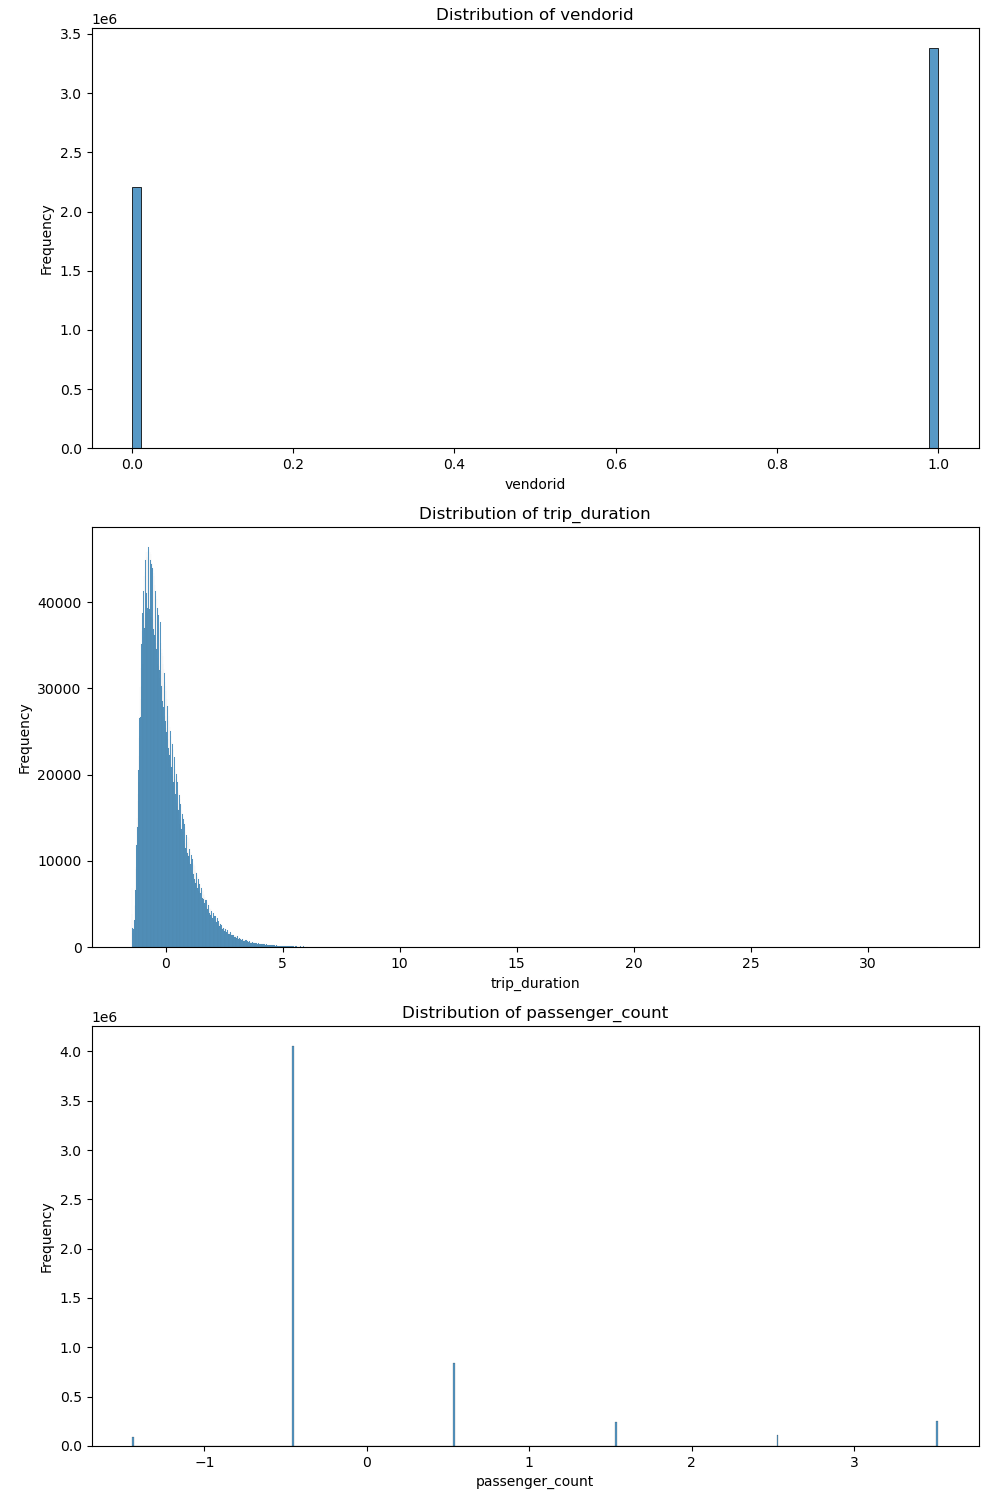 Distribution of vendorid
1e6
3.5
3.0
2.5
2.0
1.5
1.0
0.5
0.0
Frequency
0.0 0.2 0.4 0.6 0.8 1.0
vendorid
Distribution of trip_duration
40000
30000
20000
10000
0
Frequency
0 5 10 15 20 25 30
trip_duration
Distribution of passenger_count
1e6
4.0
3.5
3.0
2.5
2.0
1.5
1.0
0.5
0.0
Frequency
−1 0 1 2 3
passenger_count